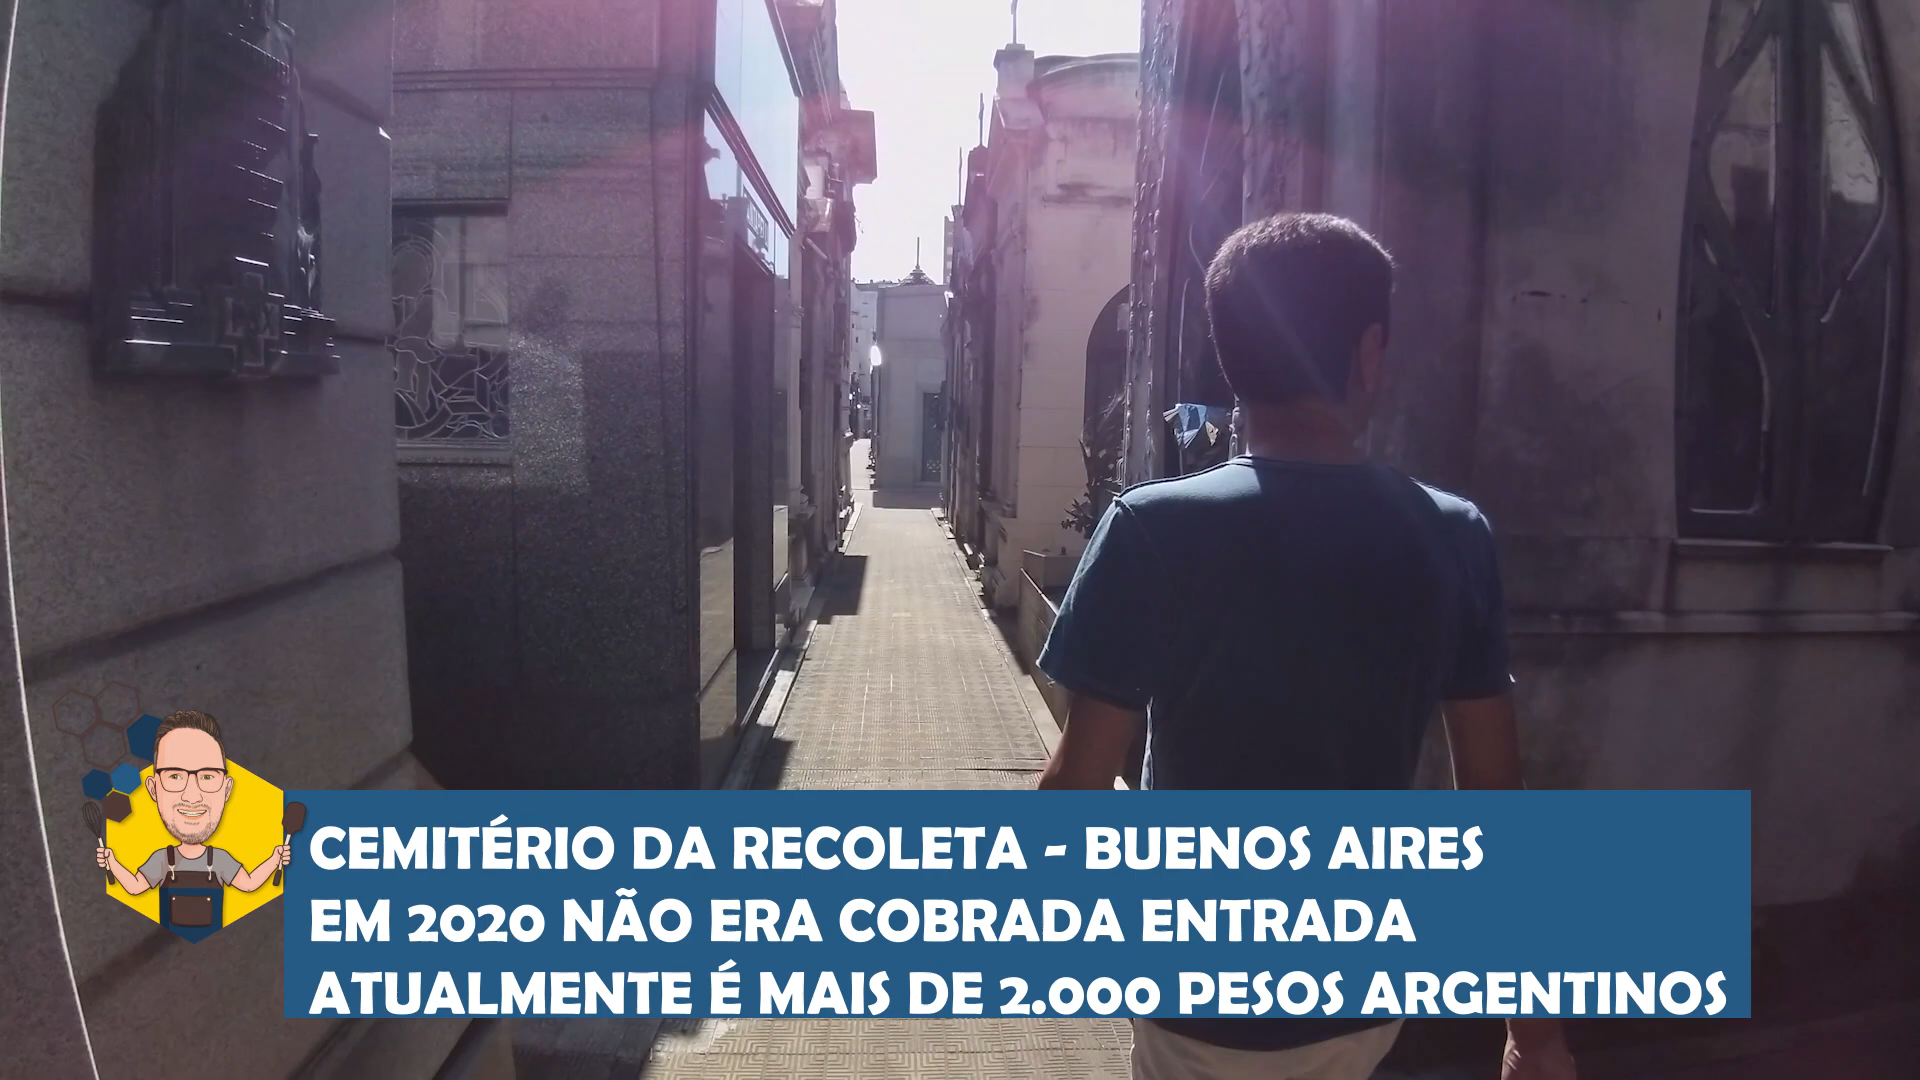 CEMITÉRIO DA RECOLETA - BUENOS AIRES
EM 2020 NÃO ERA COBRADA ENTRADA
ATUALMENTE É MAIS DE 2.000 PESOS ARGENTINOS